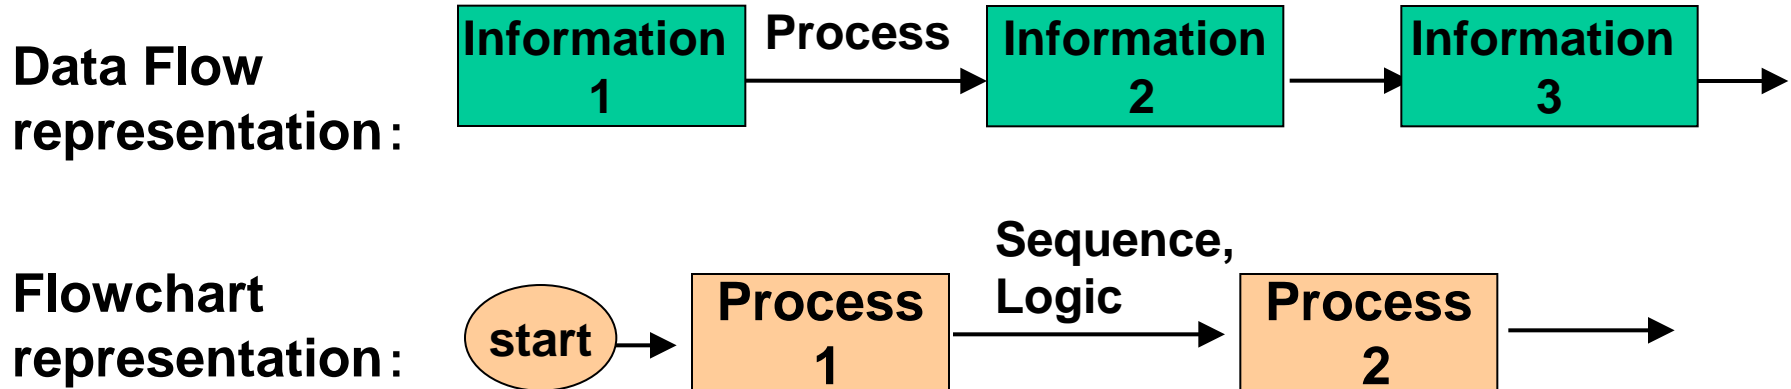 Data Flow
representation:
Information
1
Process
Information
2
Information
3
Flowchart
representation:
start
Process
1
Sequence,
Logic
Process
2